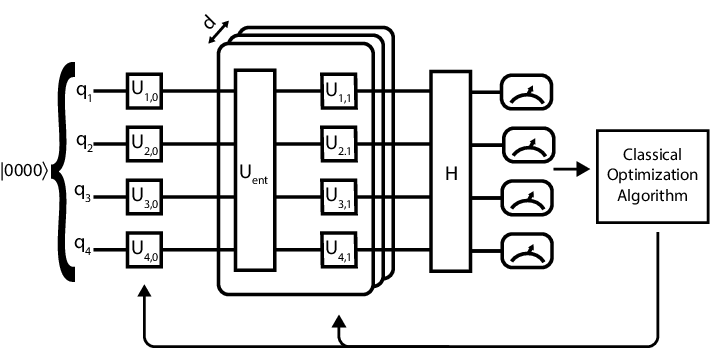 d
|0000⟩
q1 U1,0 U1,1
q2 U2,0 U2.1
q3 U3,0 U3,1
q4 U4,0 U4,1
Uent
H
Classical
Optimization
Algorithm